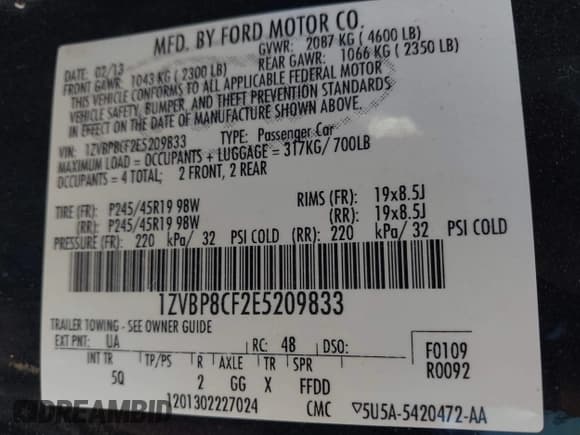 MFD. BY FORD MOTOR CO.
DATE: 02/13 GVWR: 2087 KG ( 4600 LB)
FRONT GAWR: 1043 KG ( 2300 LB) REAR GAWR: 1066 KG ( 2350 LB)
THIS VEHICLE CONFORMS TO ALL APPLICABLE FEDERAL MOTOR
VEHICLE SAFETY, BUMPER, AND THEFT PREVENTION STANDARDS
IN EFFECT ON THE DATE OF MANUFACTURE SHOWN ABOVE.
VIN: 1ZVBP8CF2E5209833 TYPE: Passenger Car
MAXIMUM LOAD = OCCUPANTS + LUGGAGE = 317KG/ 700LB
OCCUPANTS = 4 TOTAL; 2 FRONT, 2 REAR
TIRE (FR): P245/45R19 98W RIMS (FR): 19x8.5J
(RR): P245/45R19 98W (RR): 19x8.5J
PRESSURE (FR): 220 kPa/ 32 PSI COLD (RR): 220 kPa/ 32 PSI COLD
1ZVBP8CF2E5209833
TRAILER TOWING - SEE OWNER GUIDE
EXT PNT: UA RC: 48 DSO: F0109
INT TR TP/PS R AXLE TX SPR R0092
5Q 2 GG X FFDD
1201302227024 CMC ▽5U5A-5420472-AA
DREAMBID